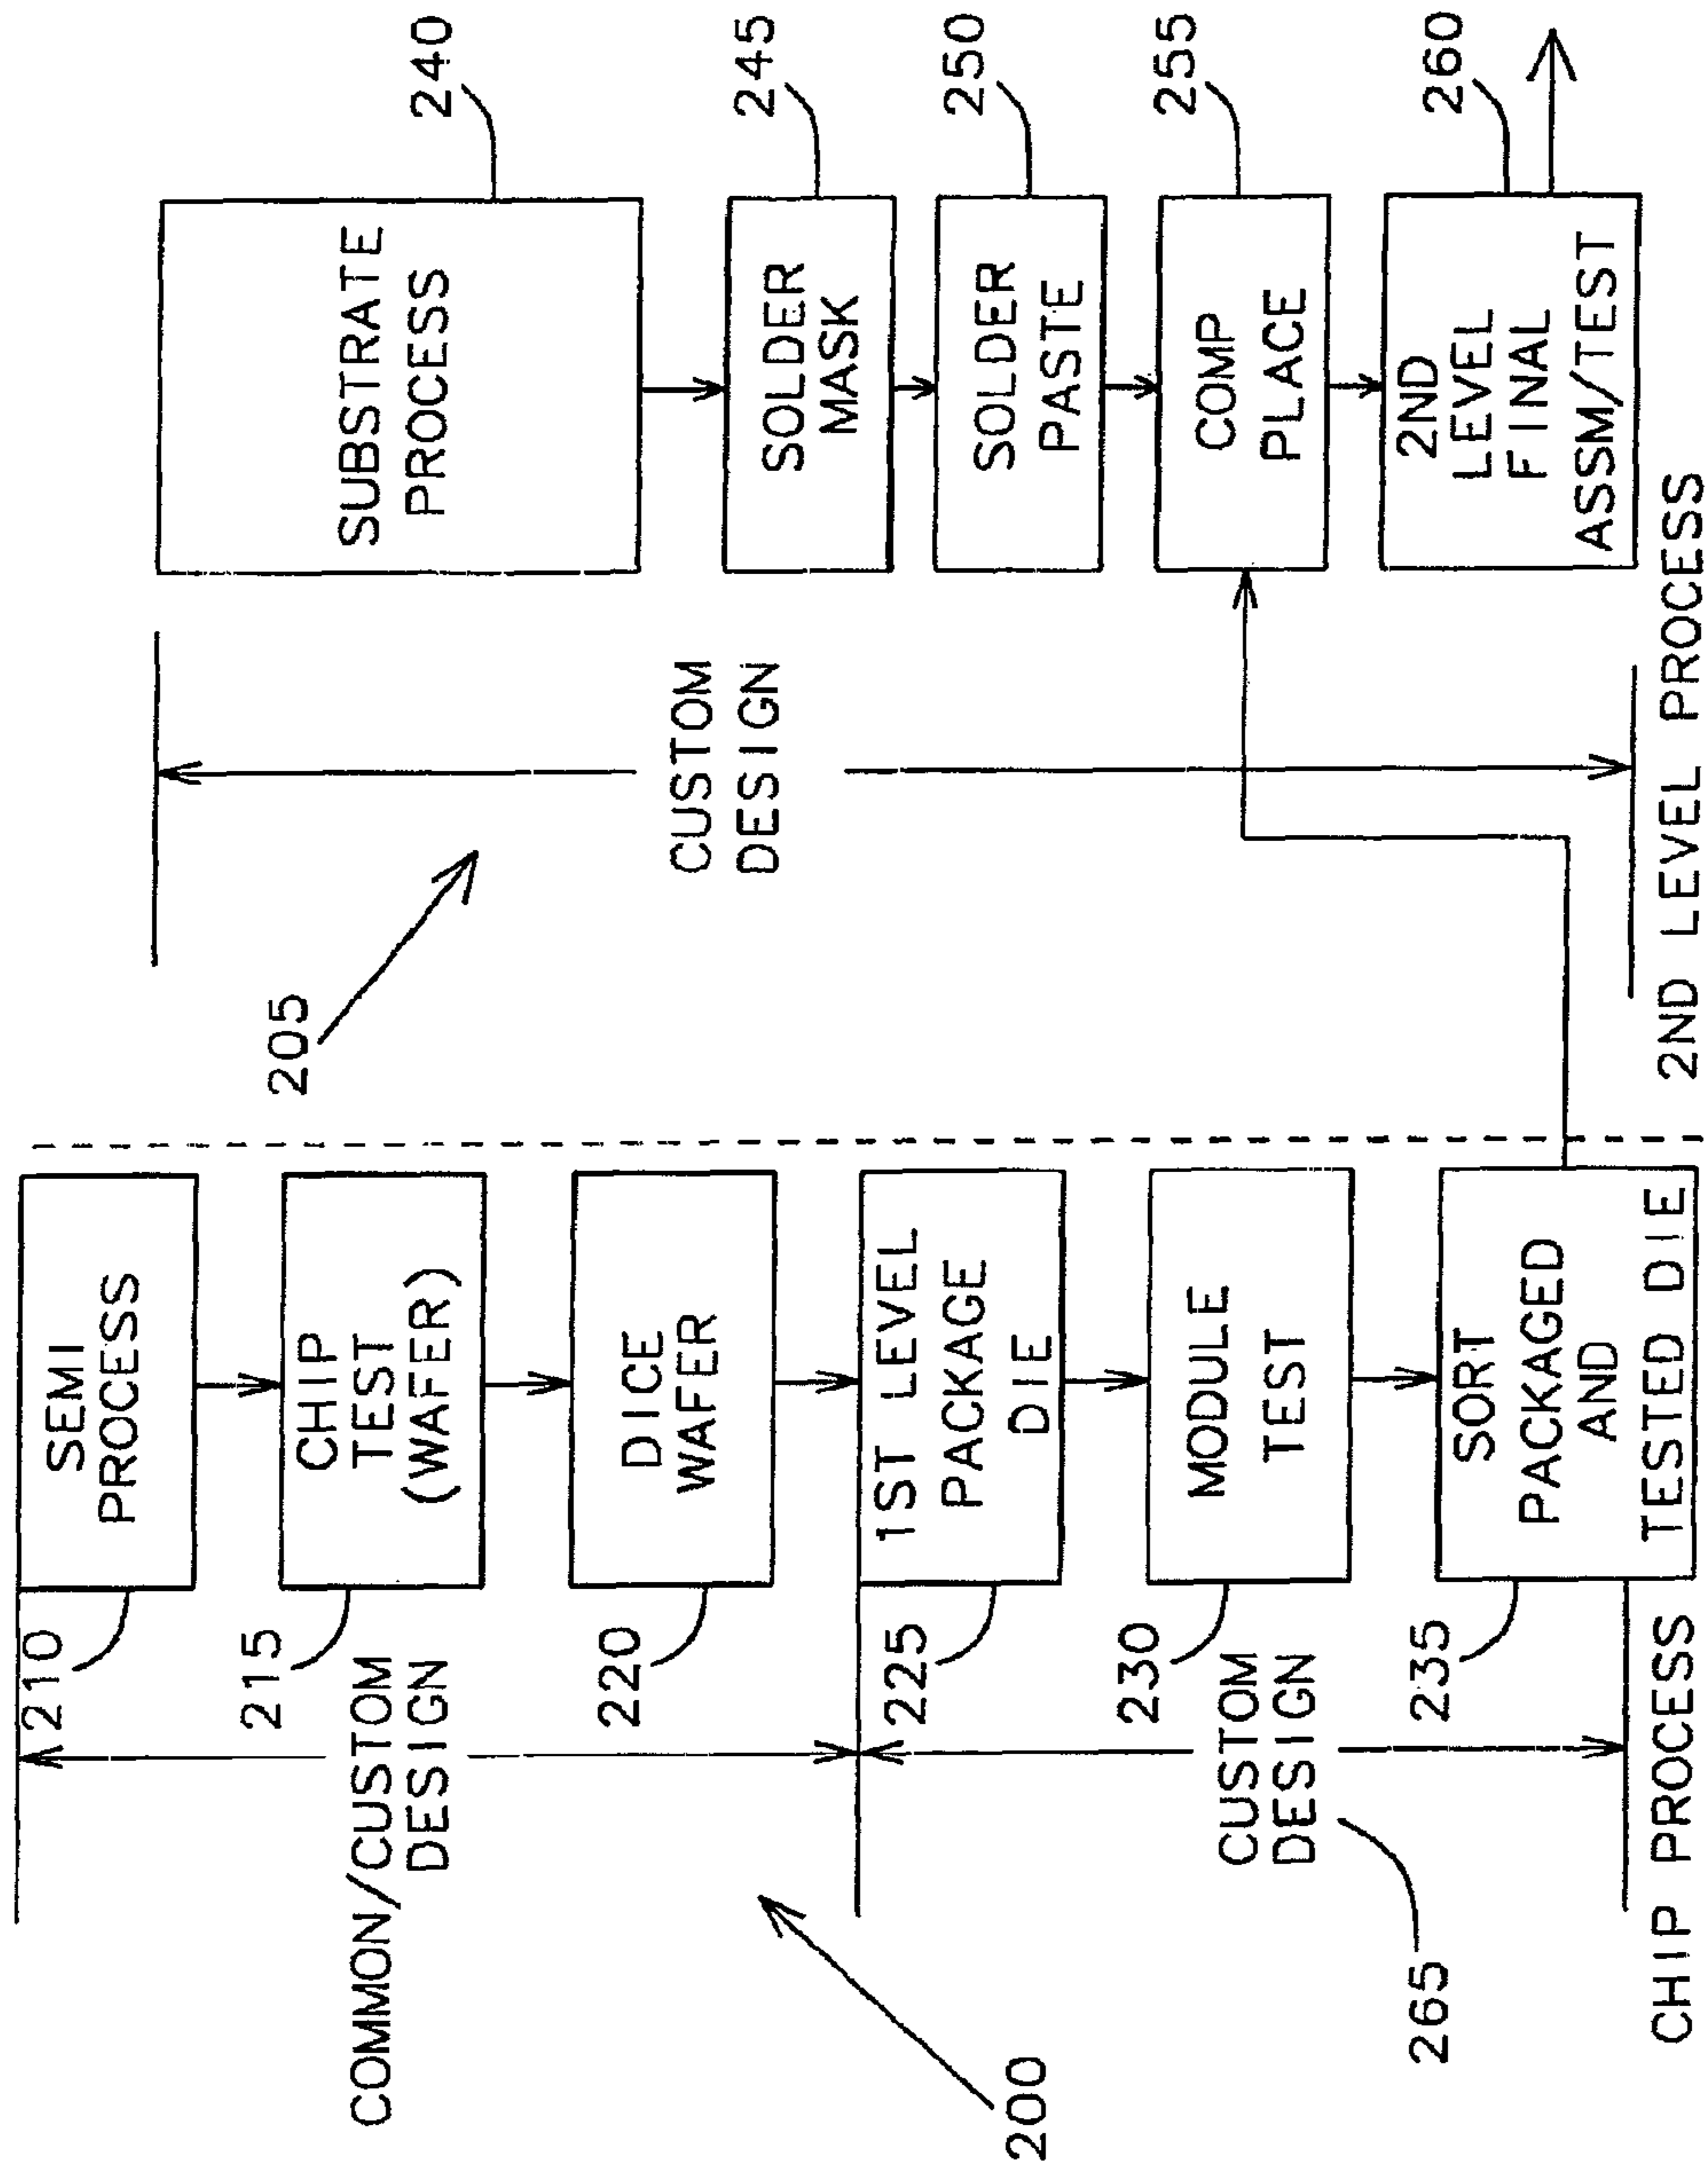 210
SEMI
PROCESS
215
CHIP
TEST
(WAFER)
COMMON/CUSTOM
DESIGN
220
DICE
WAFER
225
1ST LEVEL
PACKAGE
DIE
200
230
MODULE
TEST
CUSTOM
DESIGN
265
235
SORT
PACKAGED
AND
TESTED DIE
CHIP PROCESS
205
240
SUBSTRATE
PROCESS
CUSTOM
DESIGN
245
SOLDER
MASK
250
SOLDER
PASTE
255
COMP
PLACE
260
2ND
LEVEL
FINAL
ASSM/TEST
2ND LEVEL PROCESS